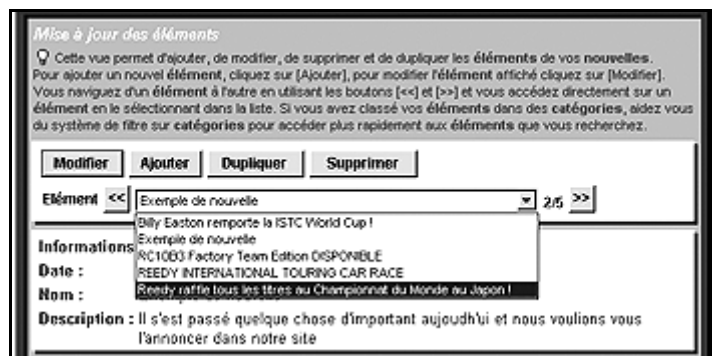 Mise à jour des éléments
Cette vue permet d'ajouter, de modifier, de supprimer et de dupliquer les éléments de vos nouvelles.
Pour ajouter un nouvel élément, cliquez sur [Ajouter], pour modifier l'élément affiché cliquez sur [Modifier].
Vous naviguez d'un élément à l'autre en utilisant les boutons [<<] et [>>] et vous accédez directement sur un
élément en le sélectionnant dans la liste. Si vous avez classé vos éléments dans des catégories, aidez vous
du système de filtre sur catégories pour accéder plus rapidement aux éléments que vous recherchez.
Modifier Ajouter Dupliquer Supprimer
Elément << Exemple de nouvelle 2/5 >>
Billy Easton remporte la ISTC World Cup !
Exemple de nouvelle
RC10B3 Factory Team Edition DISPONIBLE
REEDY INTERNATIONAL TOURING CAR RACE
Reedy raffle tous les titres au Championnat du Monde au Japon !
Informations
Date :
Nom :
Description : Il s'est passé quelque chose d'important aujoudh'ui et nous voulions vous
l'annoncer dans notre site